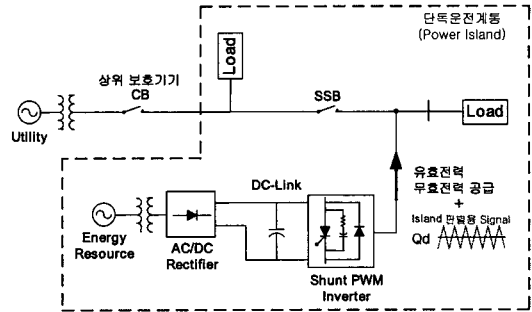 단독운전계통
(Power Island)
Load
상위 보호기기
CB
SSB
Load
Utility
유효전력
무효전력 공급
+
Island 판별용 Signal
Qd
DC-Link
Energy
Resource
AC/DC
Rectifier
Shunt PWM
Inverter